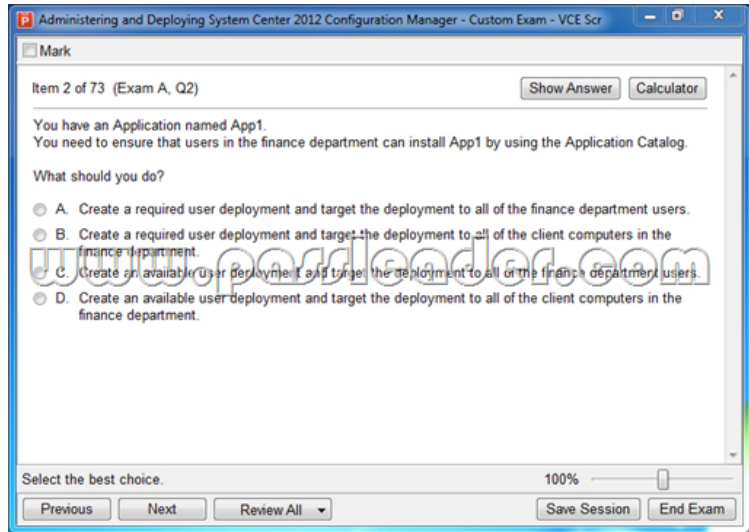 Administering and Deploying System Center 2012 Configuration Manager - Custom Exam - VCE Scr
Mark
Item 2 of 73 (Exam A, Q2)
Show Answer
Calculator
You have an Application named App1.
You need to ensure that users in the finance department can install App1 by using the Application Catalog.
What should you do?
A. Create a required user deployment and target the deployment to all of the finance department users.
B. Create a required user deployment and target the deployment to all of the client computers in the
finance department.
www.passleader.com
C. Create an available user deployment and target the deployment to all of the finance department users.
D. Create an available user deployment and target the deployment to all of the client computers in the
finance department.
Select the best choice.
100%
Previous
Next
Review All
Save Session
End Exam